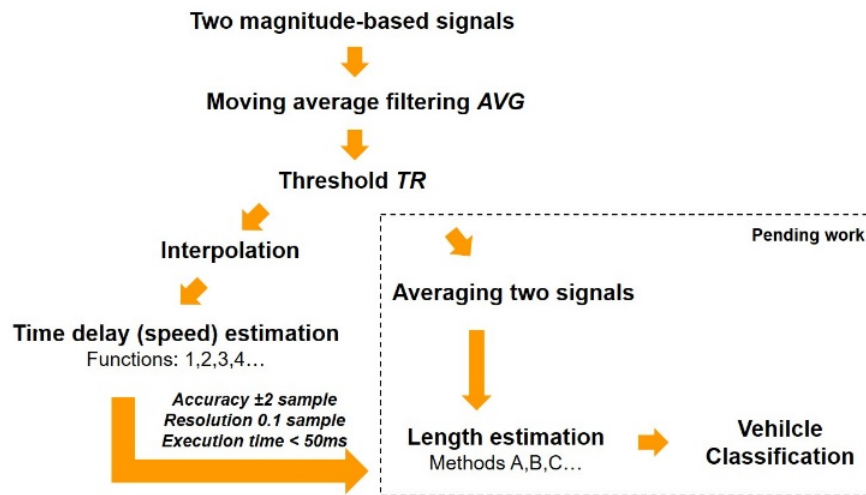 Two magnitude-based signals
Moving average filtering AVG
Threshold TR
Interpolation
Pending work
Averaging two signals
Time delay (speed) estimation
Functions: 1,2,3,4...
Accuracy ±2 sample
Resolution 0.1 sample
Execution time < 50ms
Length estimation
Methods A,B,C...
Vehilcle
Classification